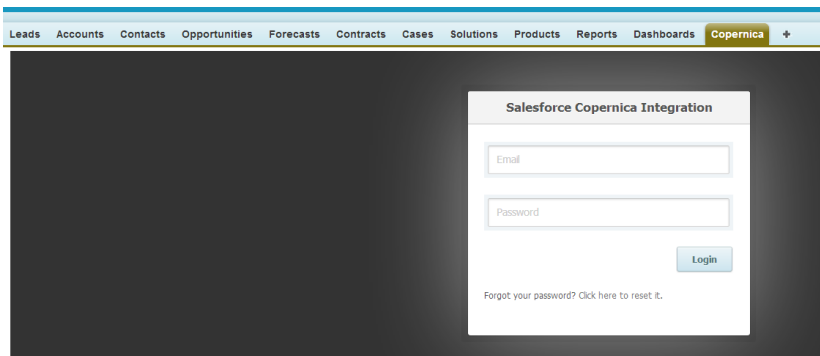 Leads Accounts Contacts Opportunities Forecasts Contracts Cases Solutions Products Reports Dashboards Copernica +
Salesforce Copernica Integration
Email
Password
Login
Forgot your password? Click here to reset it.